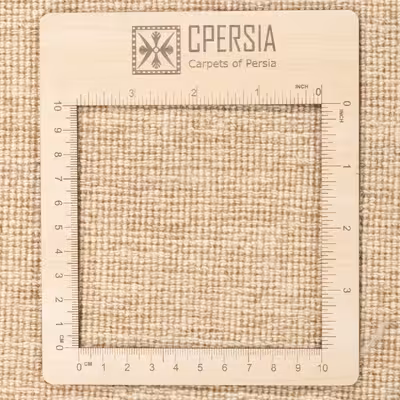 CPERSIA
Carpets of Persia
3 2 1 INCH 0
10 9 8 7 6 5 4 3 2 1 CM 0
0 INCH 1 2 3
0 CM 1 2 3 4 5 6 7 8 9 10